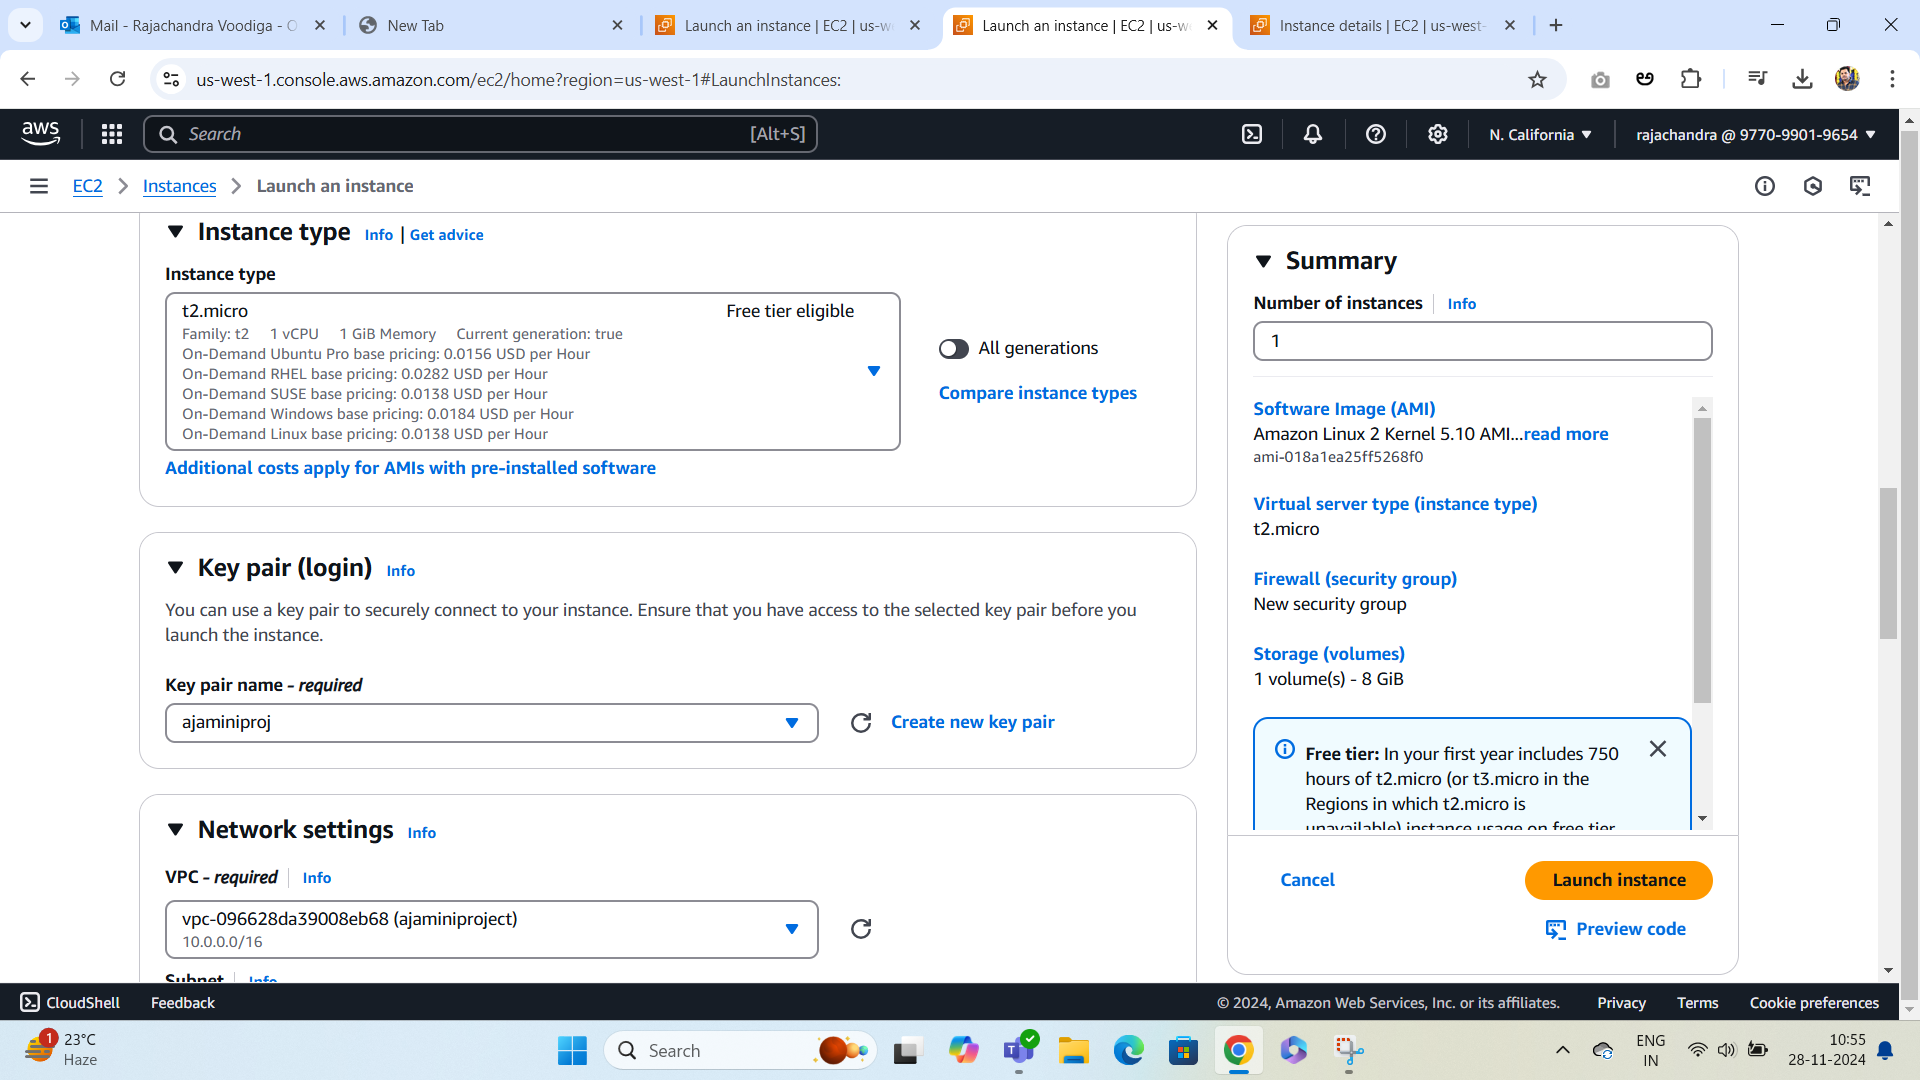 Mail - Rajachandra Voodiga - O
New Tab
Launch an instance | EC2 | us-w
Launch an instance | EC2 | us-w
Instance details | EC2 | us-west-
us-west-1.console.aws.amazon.com/ec2/home?region=us-west-1#LaunchInstances:
aws
Search
[Alt+S]
N. California
rajachandra @ 9770-9901-9654
EC2
Instances
Launch an instance
Instance type
Info
| Get advice
Instance type
t2.micro
Free tier eligible
Family: t2 1 vCPU 1 GiB Memory Current generation: true
On-Demand Ubuntu Pro base pricing: 0.0156 USD per Hour
On-Demand RHEL base pricing: 0.0282 USD per Hour
On-Demand SUSE base pricing: 0.0138 USD per Hour
On-Demand Windows base pricing: 0.0184 USD per Hour
On-Demand Linux base pricing: 0.0138 USD per Hour
All generations
Compare instance types
Additional costs apply for AMIs with pre-installed software
Key pair (login)
Info
You can use a key pair to securely connect to your instance. Ensure that you have access to the selected key pair before you
launch the instance.
Key pair name - required
ajaminiproj
Create new key pair
Network settings
Info
VPC - required
Info
vpc-096628da39008eb68 (ajaminiproject)
10.0.0.0/16
Subnet
Info
Summary
Number of instances
Info
1
Software Image (AMI)
Amazon Linux 2 Kernel 5.10 AMI...read more
ami-018a1ea25ff5268f0
Virtual server type (instance type)
t2.micro
Firewall (security group)
New security group
Storage (volumes)
1 volume(s) - 8 GiB
Free tier: In your first year includes 750
hours of t2.micro (or t3.micro in the
Regions in which t2.micro is
unavailable) instance usage on free tier
Cancel
Launch instance
Preview code
CloudShell
Feedback
© 2024, Amazon Web Services, Inc. or its affiliates.
Privacy
Terms
Cookie preferences
1
23°C
Haze
Search
ENG
IN
10:55
28-11-2024